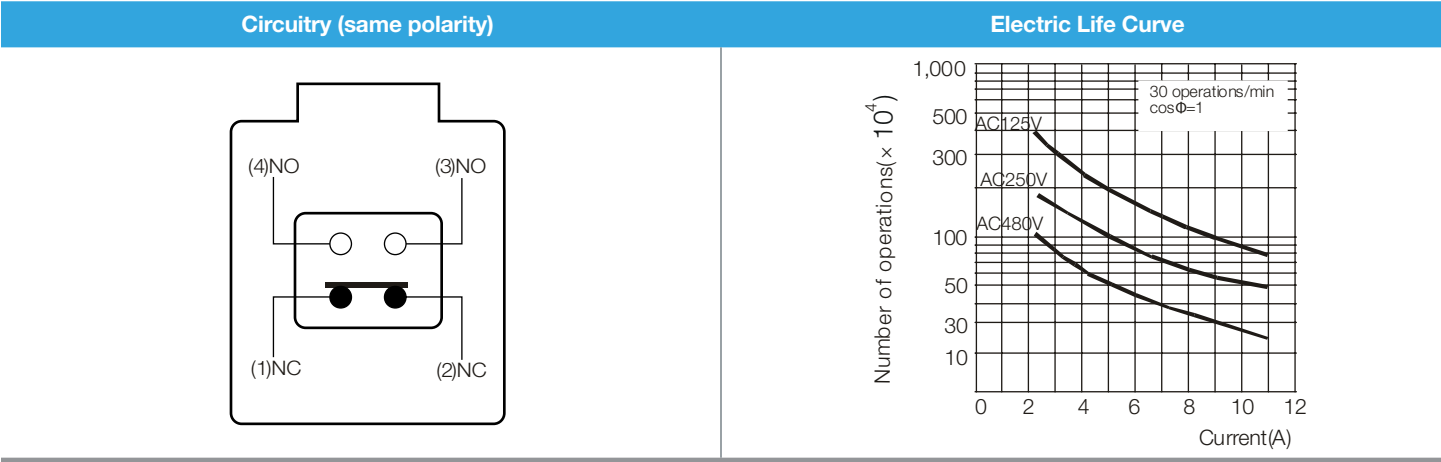 Circuitry (same polarity)
Electric Life Curve
(4)NO
(3)NO
(1)NC
(2)NC
Number of operations(× 10⁴)
1,000
500
300
100
50
30
10
AC125V
AC250V
AC480V
30 operations/min
cosΦ=1
0 2 4 6 8 10 12
Current(A)